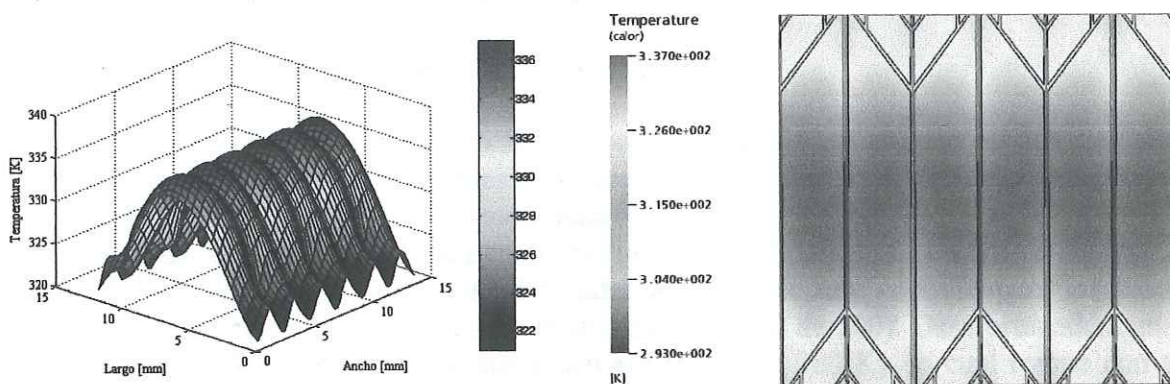 340
335
330
325
320
Temperatura [K]
15
10
5
0
Largo [mm]
0
5
10
15
Ancho [mm]
336
334
332
330
328
326
324
322
Temperature
(calor)
3.370e+002
3.260e+002
3.150e+002
3.040e+002
2.930e+002
[K]